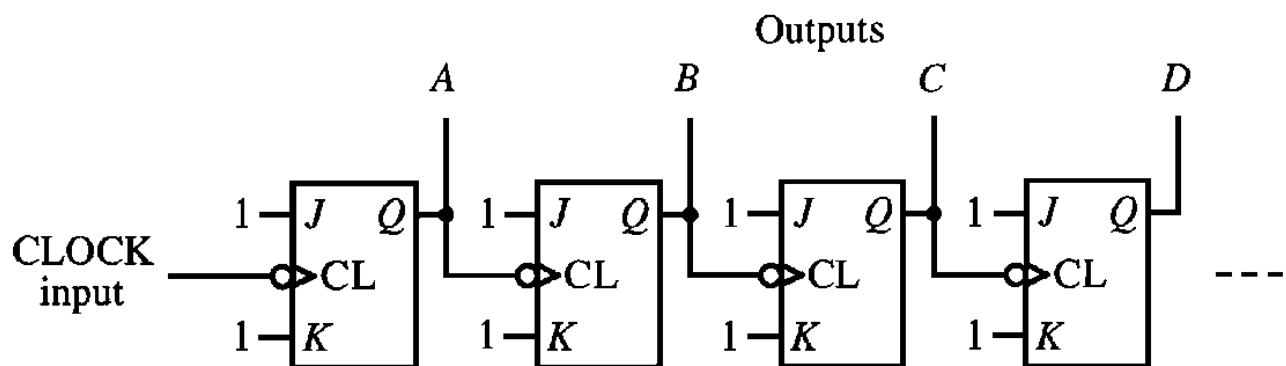 Outputs
A B C D
1 J Q 1 J Q 1 J Q 1 J Q
CLOCK
input
CL CL CL CL
1 K 1 K 1 K 1 K